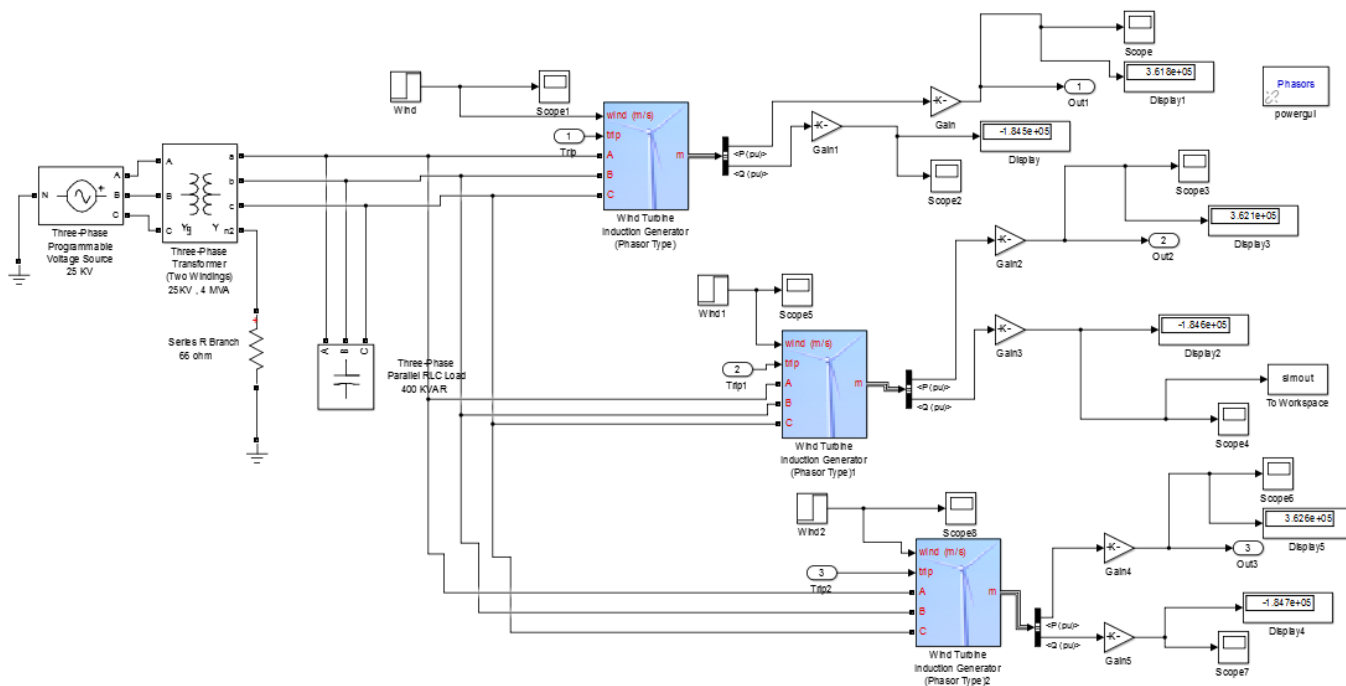 Wind
Scope1
wind (m/s)
trip
A
B
C
m
1
Trip
Wind Turbine
Induction Generator
(Phasor Type)
<P (pu)>
<Q (pu)>
-K-
Gain
-K-
Gain1
Scope
3.618e+05
Display1
1
Out1
-1.845e+05
Display
Scope2
Phasors
powergui
N
A
B
C
Three-Phase
Programmable
Voltage Source
25 KV
A
B
C
a
b
c
n2
Yg
Y
Three-Phase
Transformer
(Two Windings)
25KV , 4 MVA
Series R Branch
66 ohm
A
B
C
Three-Phase
Parallel RLC Load
400 KVAR
Wind1
Scope5
wind (m/s)
trip
A
B
C
m
2
Trip1
Wind Turbine
Induction Generator
(Phasor Type)1
<P (pu)>
<Q (pu)>
-K-
Gain2
-K-
Gain3
Scope3
3.621e+05
Display3
2
Out2
-1.846e+05
Display2
simout
To Workspace
Scope4
Wind2
Scope8
wind (m/s)
trip
A
B
C
m
3
Trip2
Wind Turbine
Induction Generator
(Phasor Type)2
<P (pu)>
<Q (pu)>
-K-
Gain4
-K-
Gain5
Scope6
3.626e+05
Display5
3
Out3
-1.847e+05
Display4
Scope7